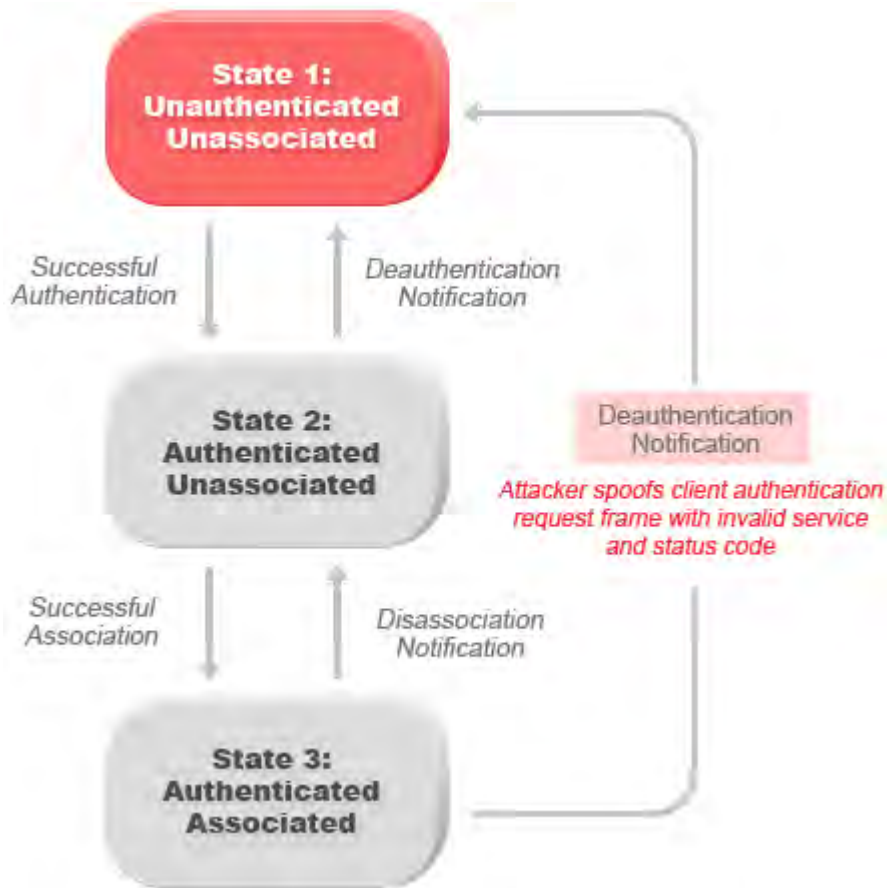 State 1:
Unauthenticated
Unassociated
Successful
Authentication
Deauthentication
Notification
State 2:
Authenticated
Unassociated
Deauthentication
Notification
Attacker spoofs client authentication
request frame with invalid service
and status code
Successful
Association
Disassociation
Notification
State 3:
Authenticated
Associated